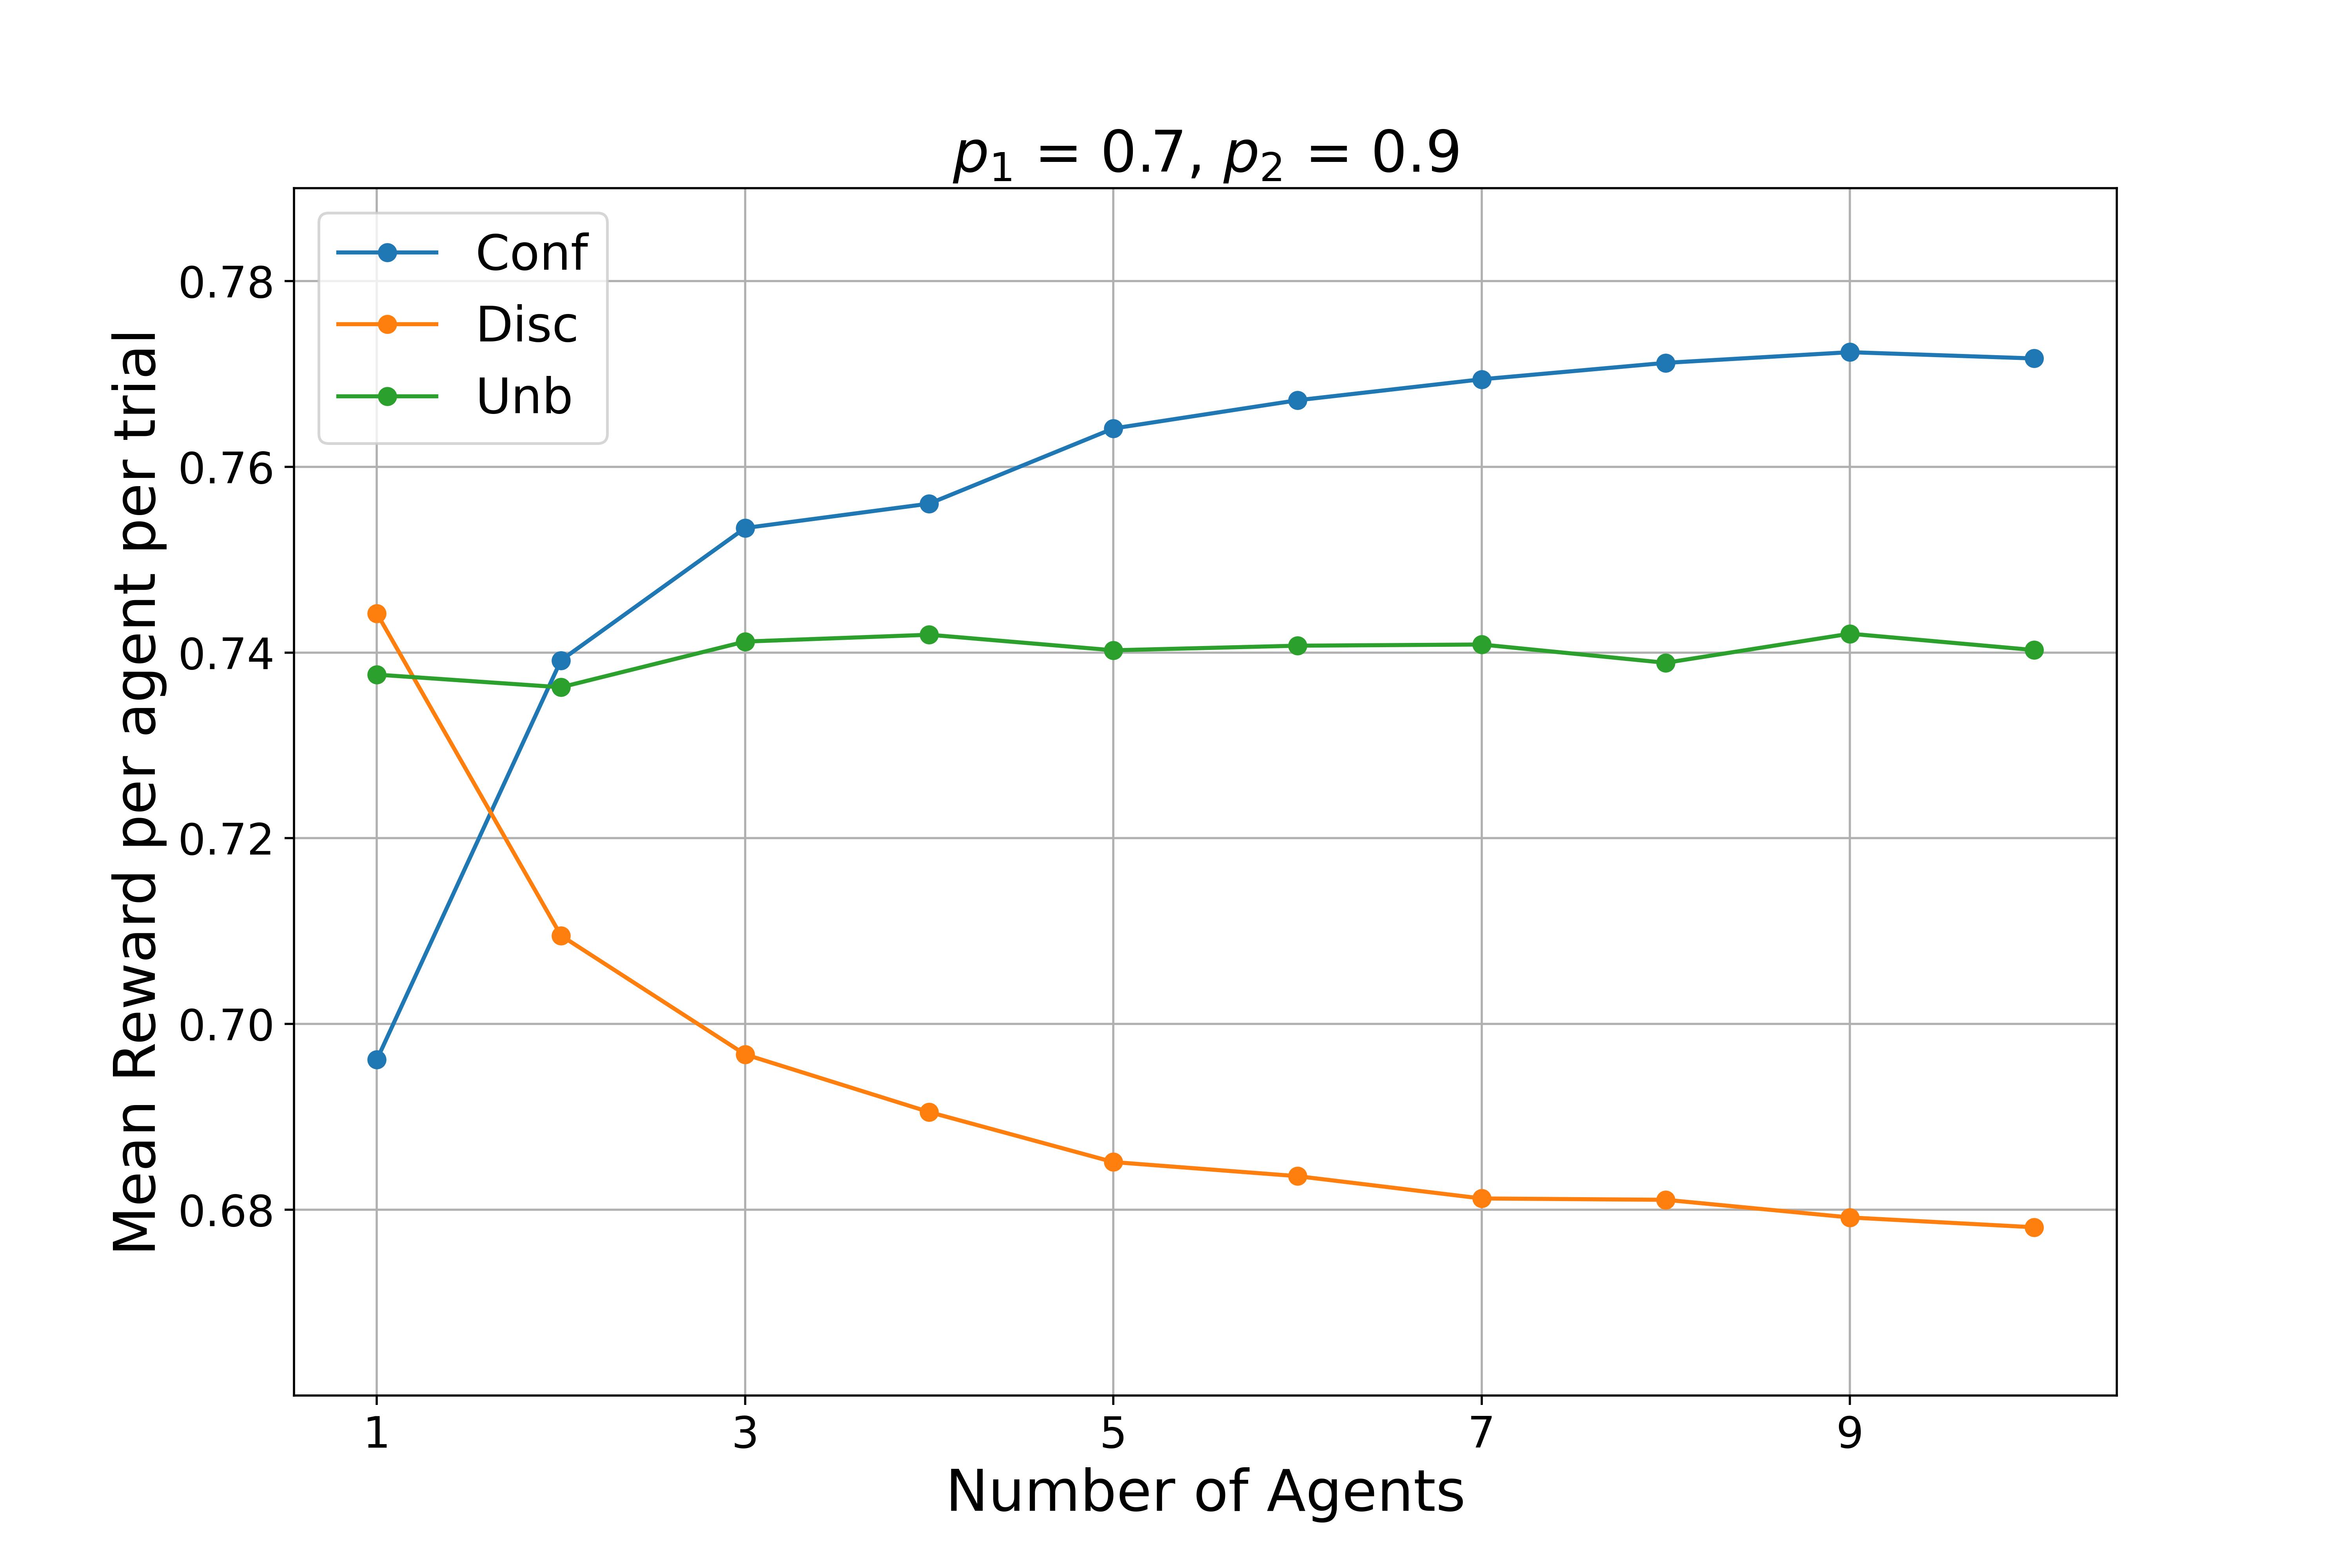 p₁ = 0.7, p₂ = 0.9
Conf
Disc
Unb
Mean Reward per agent per trial
0.78
0.76
0.74
0.72
0.70
0.68
1 3 5 7 9
Number of Agents